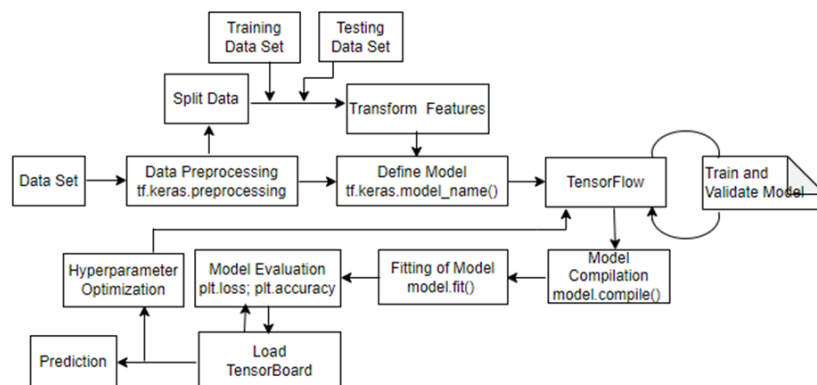 Training
Data Set
Testing
Data Set
Split Data
Transform Features
Data Set
Data Preprocessing
tf.keras.preprocessing
Define Model
tf.keras.model_name()
TensorFlow
Train and
Validate Model
Hyperparameter
Optimization
Model Evaluation
plt.loss; plt.accuracy
Fitting of Model
model.fit()
Model
Compilation
model.compile()
Prediction
Load
TensorBoard